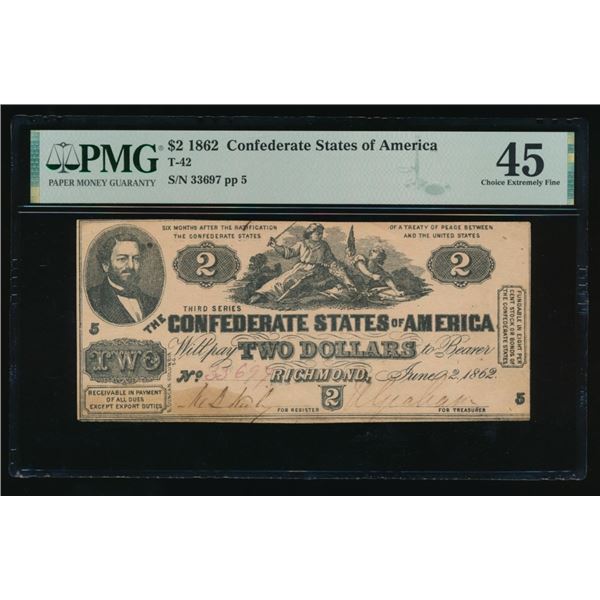 PMG
PAPER MONEY GUARANTY
$2 1862 Confederate States of America
T-42
S/N 33697 pp 5
45
Choice Extremely Fine
SIX MONTHS AFTER THE RATIFICATION
OF A TREATY OF PEACE BETWEEN
THE CONFEDERATE STATES
AND THE UNITED STATES
2
2
THIRD SERIES
5
THE CONFEDERATE STATES OF AMERICA
FUNDABLE IN EIGHT PER
CENT STOCK OR BONDS OF
THE CONFEDERATE STATES
TWO
Will pay TWO DOLLARS to Bearer
No 33697
RICHMOND, June 2, 1862.
RECEIVABLE IN PAYMENT
OF ALL DUES
EXCEPT EXPORT DUTIES
FOR REGISTER
2
FOR TREASURER
5